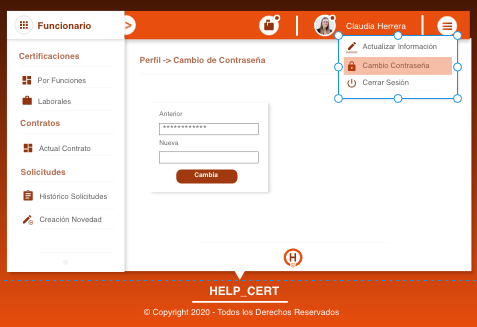 Funcionario
Claudia Herrera
Certificaciones
Por Funciones
Laborales
Contratos
Actual Contrato
Solicitudes
Histórico Solicitudes
Creación Novedad
Perfil -> Cambio de Contraseña
Actualizar Información
Cambio Contraseña
Cerrar Sesión
Anterior
************
Nueva
Cambia
H
HELP_CERT
© Copyright 2020 - Todos los Derechos Reservados